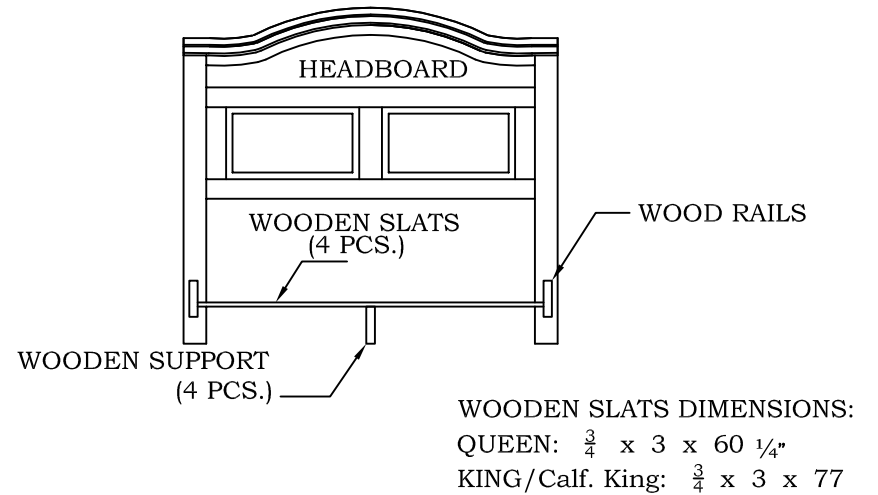 HEADBOARD
WOODEN SLATS
(4 PCS.)
WOOD RAILS
WOODEN SUPPORT
(4 PCS.)
WOODEN SLATS DIMENSIONS:
QUEEN: 3/4 x 3 x 60 ¼"
KING/Calf. King: 3/4 x 3 x 77